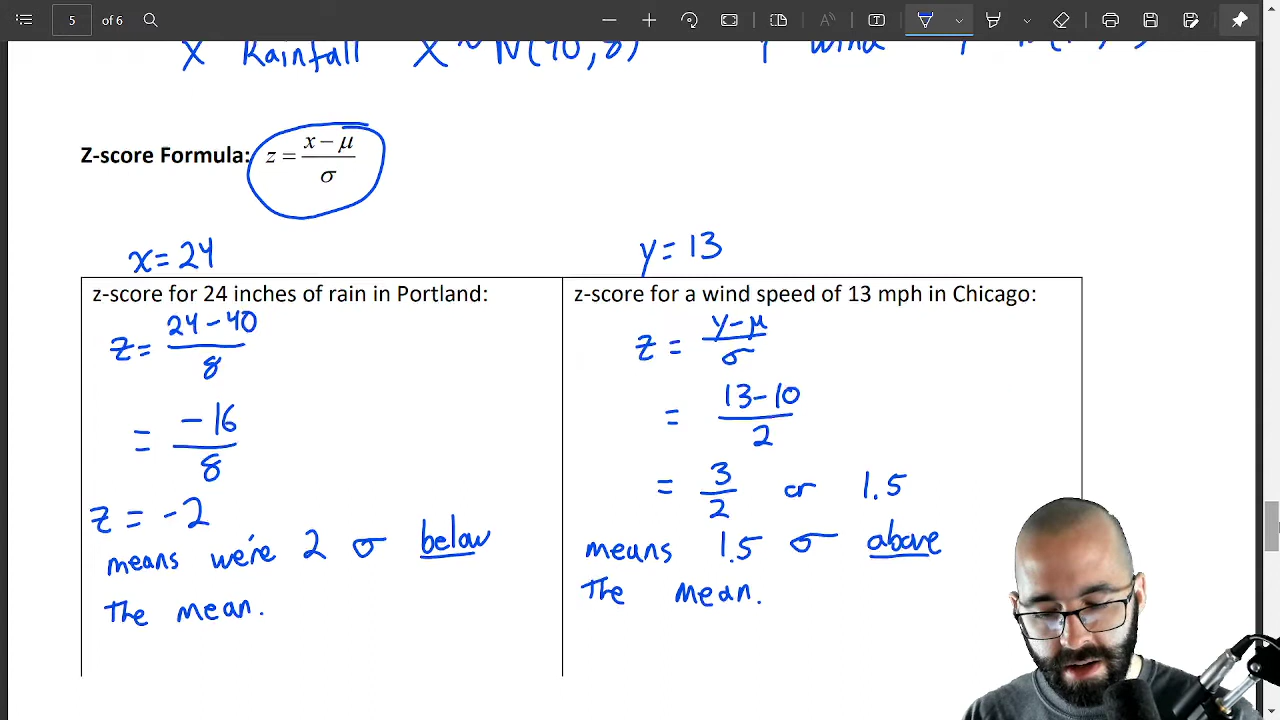 5 of 6
X Rainfall X ~ N(40, 8) Y Wind Y
Z-score Formula: z = x − μ / σ
x = 24
y = 13
z-score for 24 inches of rain in Portland:
z = 24 − 40 / 8
= −16 / 8
z = −2
means we're 2 σ below
the mean.
z-score for a wind speed of 13 mph in Chicago:
z = y − μ / σ
= 13 − 10 / 2
= 3 / 2 or 1.5
means 1.5 σ above
the mean.